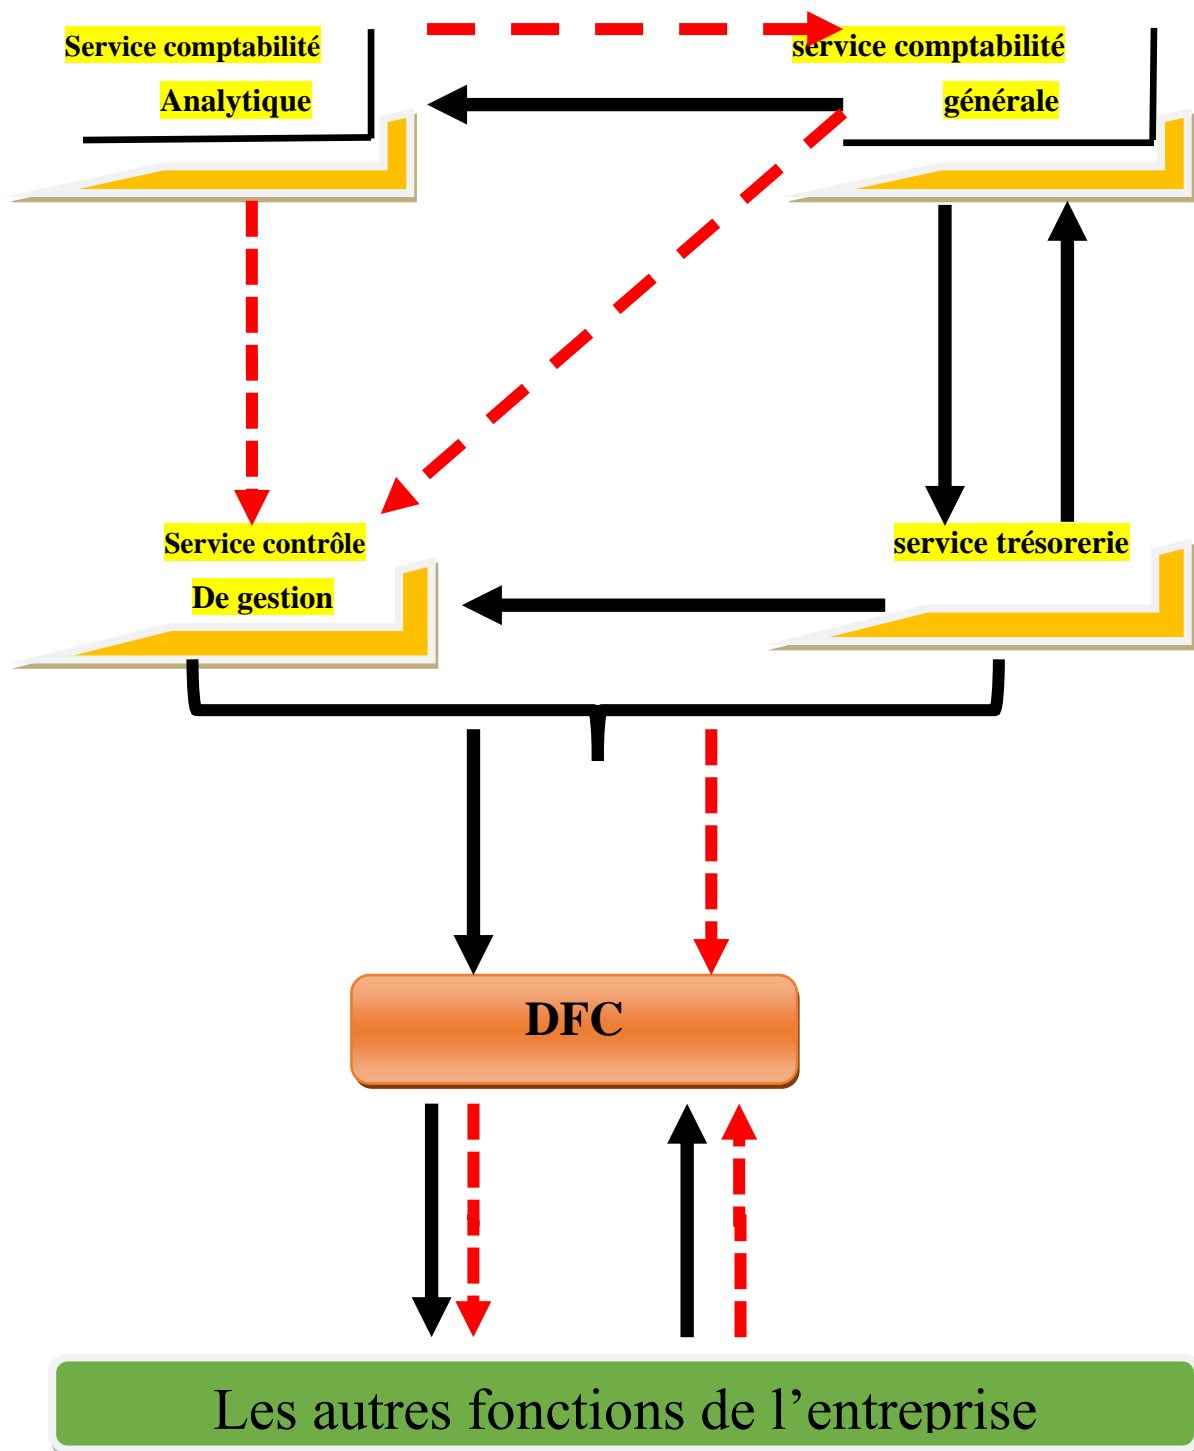 Service comptabilité
Analytique
service comptabilité
générale
Service contrôle
De gestion
service trésorerie
DFC
Les autres fonctions de l’entreprise